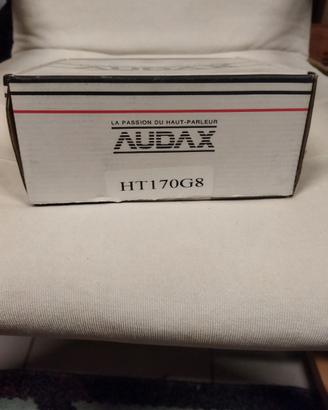 LA PASSION DU HAUT-PARLEUR
AUDAX
HT170G8